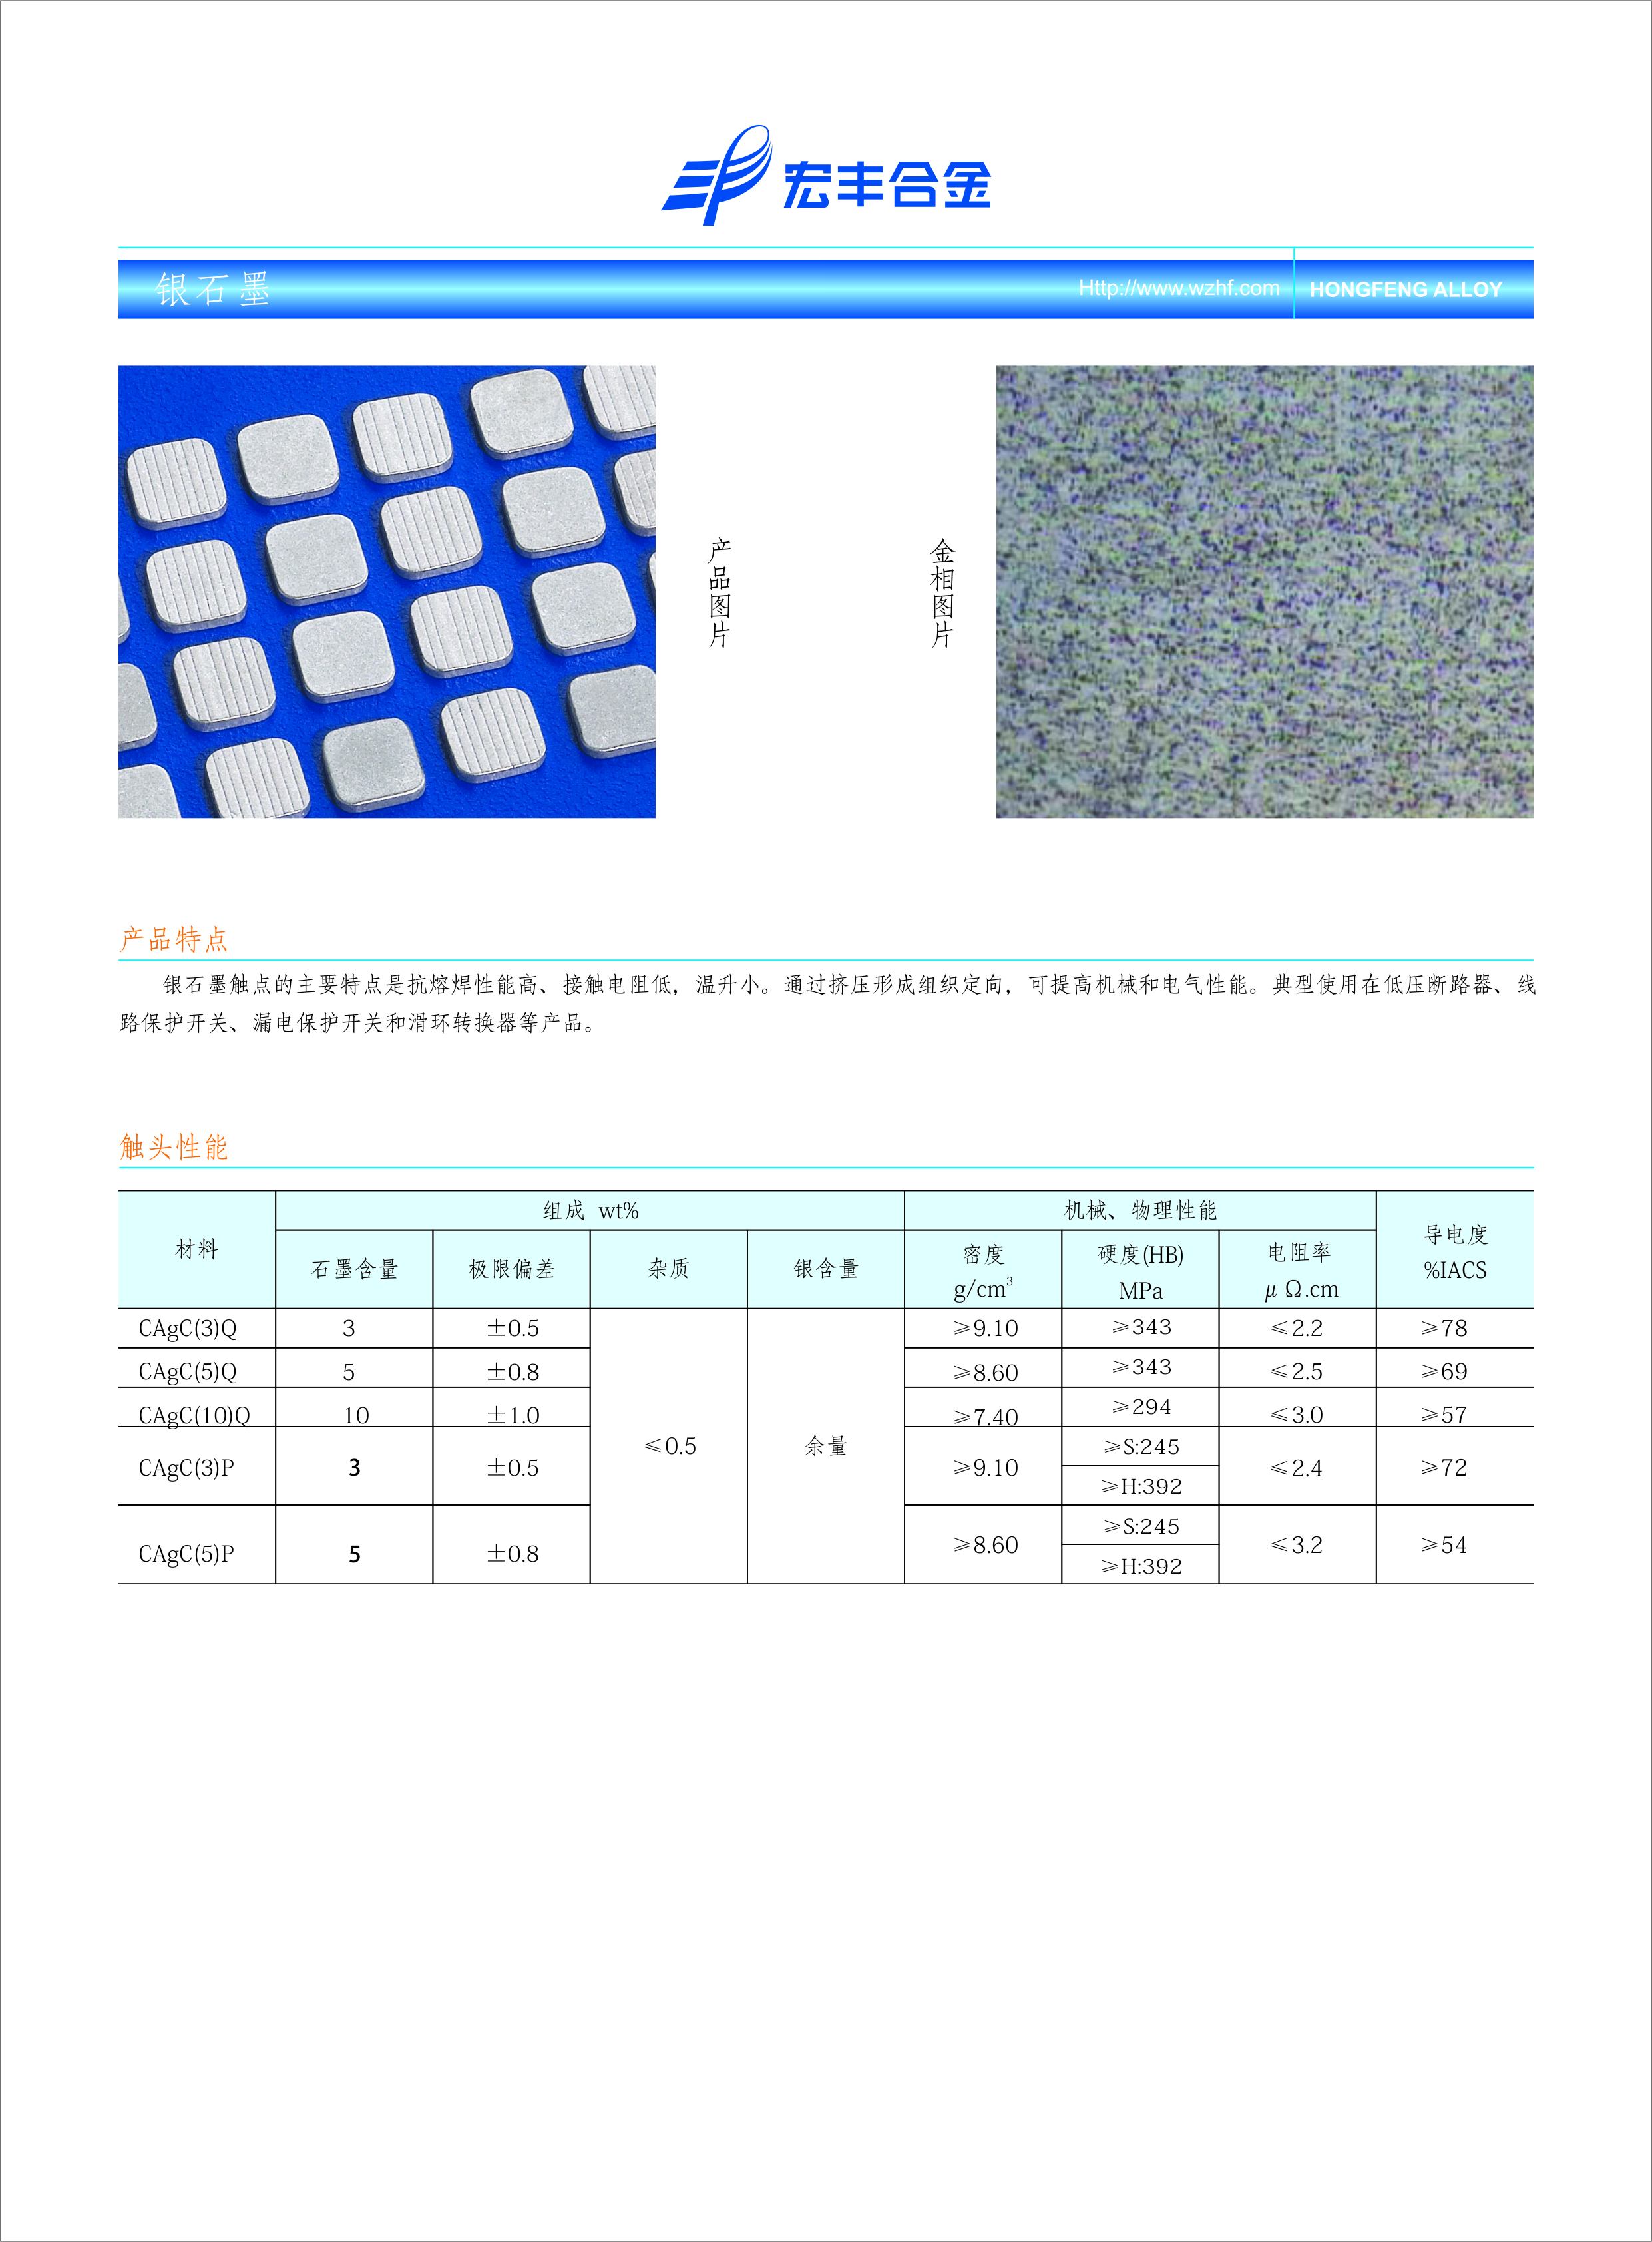 宏丰合金
银石墨
Http://www.wzhf.com HONGFENG ALLOY
产品图片
金相图片
产品特点
银石墨触点的主要特点是抗熔焊性能高、接触电阻低，温升小。通过挤压形成组织定向，可提高机械和电气性能。典型使用在低压断路器、线
路保护开关、漏电保护开关和滑环转换器等产品。
触头性能
材料 组成 wt% 机械、物理性能 导电度 %IACS
石墨含量 极限偏差 杂质 银含量 密度 g/cm³ 硬度(HB) MPa 电阻率 μΩ.cm
CAgC(3)Q 3 ±0.5 ≥9.10 ≥343 ≤2.2 ≥78
CAgC(5)Q 5 ±0.8 ≥8.60 ≥343 ≤2.5 ≥69
CAgC(10)Q 10 ±1.0 ≥7.40 ≥294 ≤3.0 ≥57
≤0.5 余量
CAgC(3)P 3 ±0.5 ≥9.10 ≥S:245 ≥H:392 ≤2.4 ≥72
CAgC(5)P 5 ±0.8 ≥8.60 ≥S:245 ≥H:392 ≤3.2 ≥54